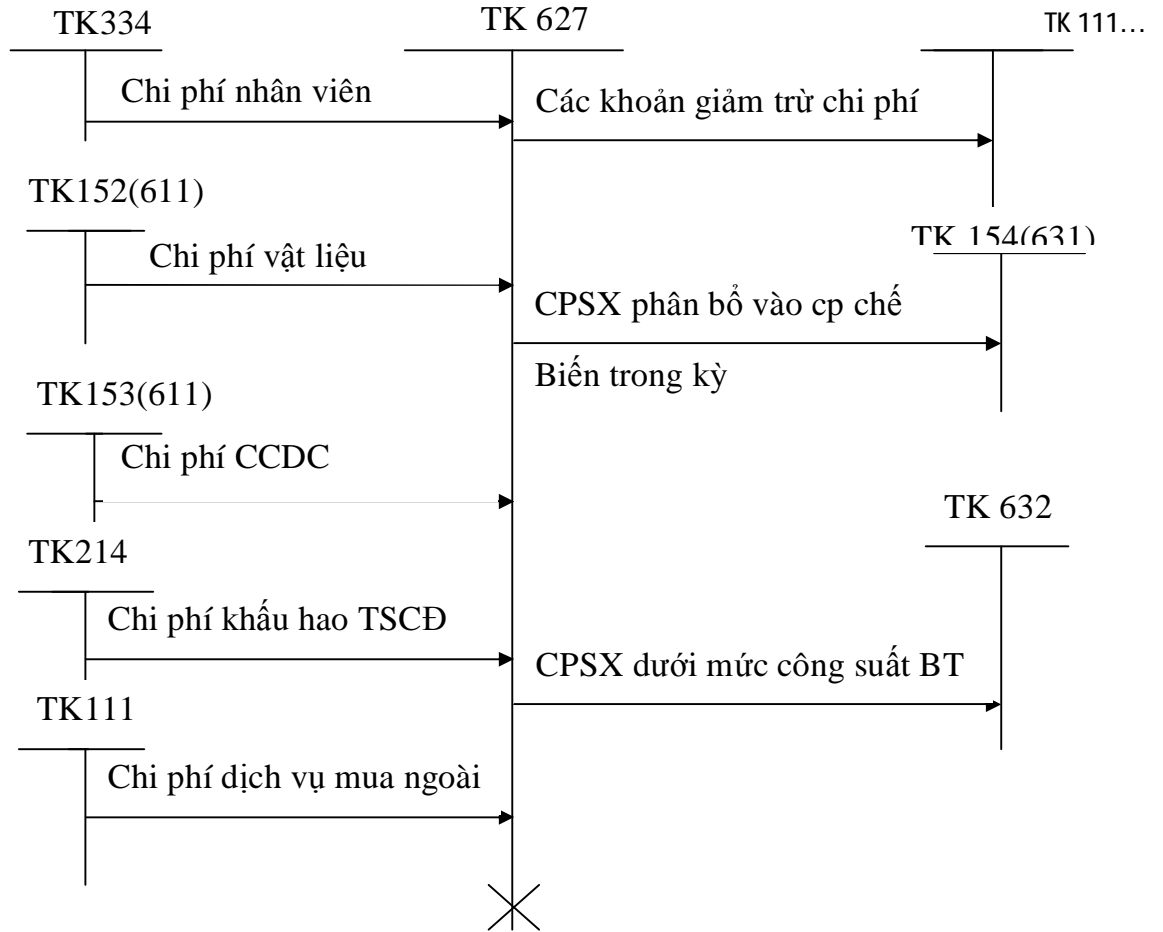 TK334
TK 627
TK 111...
Chi phí nhân viên
Các khoản giảm trừ chi phí
TK152(611)
TK 154(631)
Chi phí vật liệu
CPSX phân bổ vào cp chế
Biến trong kỳ
TK153(611)
Chi phí CCDC
TK 632
TK214
Chi phí khấu hao TSCĐ
CPSX dưới mức công suất BT
TK111
Chi phí dịch vụ mua ngoài